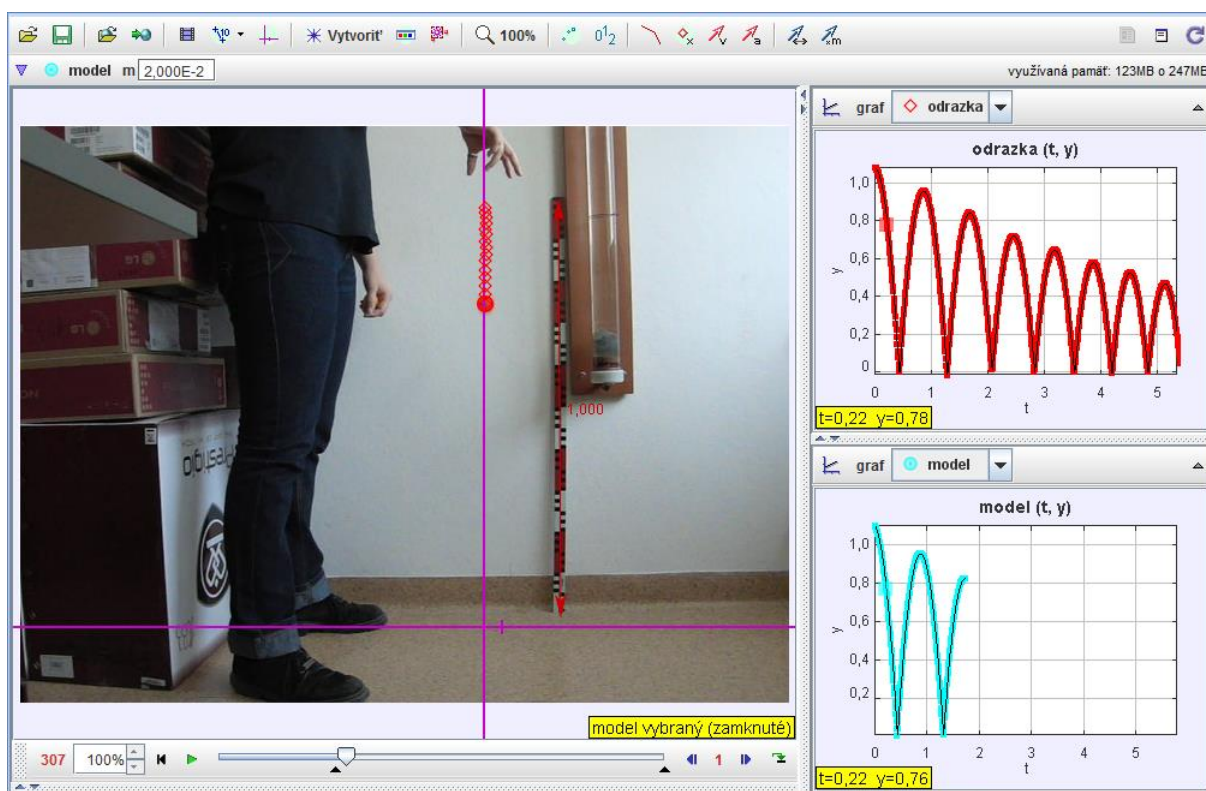 Vytvoriť 100%
model m 2,000E-2 využívaná pamäť: 123MB o 247MB
1,000
model vybraný (zamknuté)
307 100% 1
graf odrazka
odrazka (t, y)
1,0
0,8
0,6
0,4
0,2
0
y
0 1 2 3 4 5
t
t=0,22 y=0,78
graf model
model (t, y)
1,0
0,8
0,6
0,4
0,2
y
0 1 2 3 4 5
t
t=0,22 y=0,76